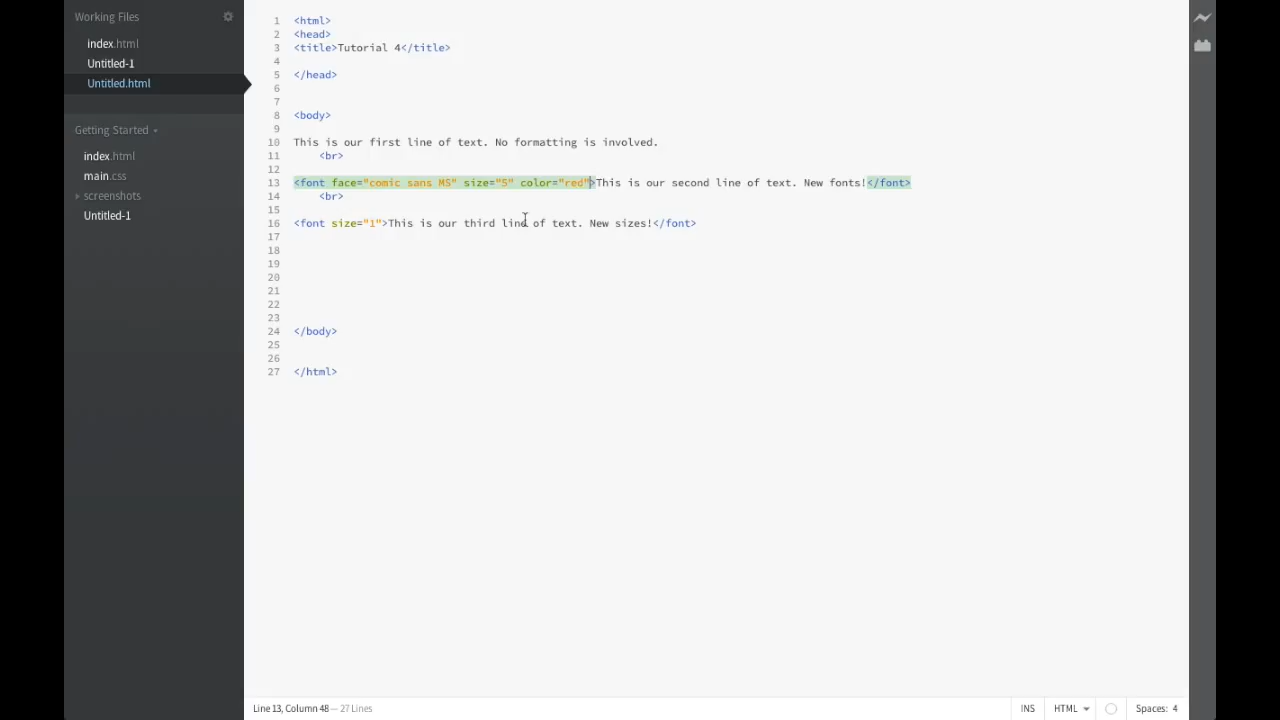 Working Files
index.html
Untitled-1
Untitled.html
Getting Started
index.html
main.css
screenshots
Untitled-1
1 <html>
2 <head>
3 <title>Tutorial 4</title>
4
5 </head>
6
7
8 <body>
9
10 This is our first line of text. No formatting is involved.
11 <br>
12
13 <font face="comic sans MS" size="5" color="red">This is our second line of text. New fonts!</font>
14 <br>
15
16 <font size="1">This is our third line of text. New sizes!</font>
17
18
19
20
21
22
23
24 </body>
25
26
27 </html>
Line 13, Column 48 — 27 Lines
INS HTML Spaces: 4